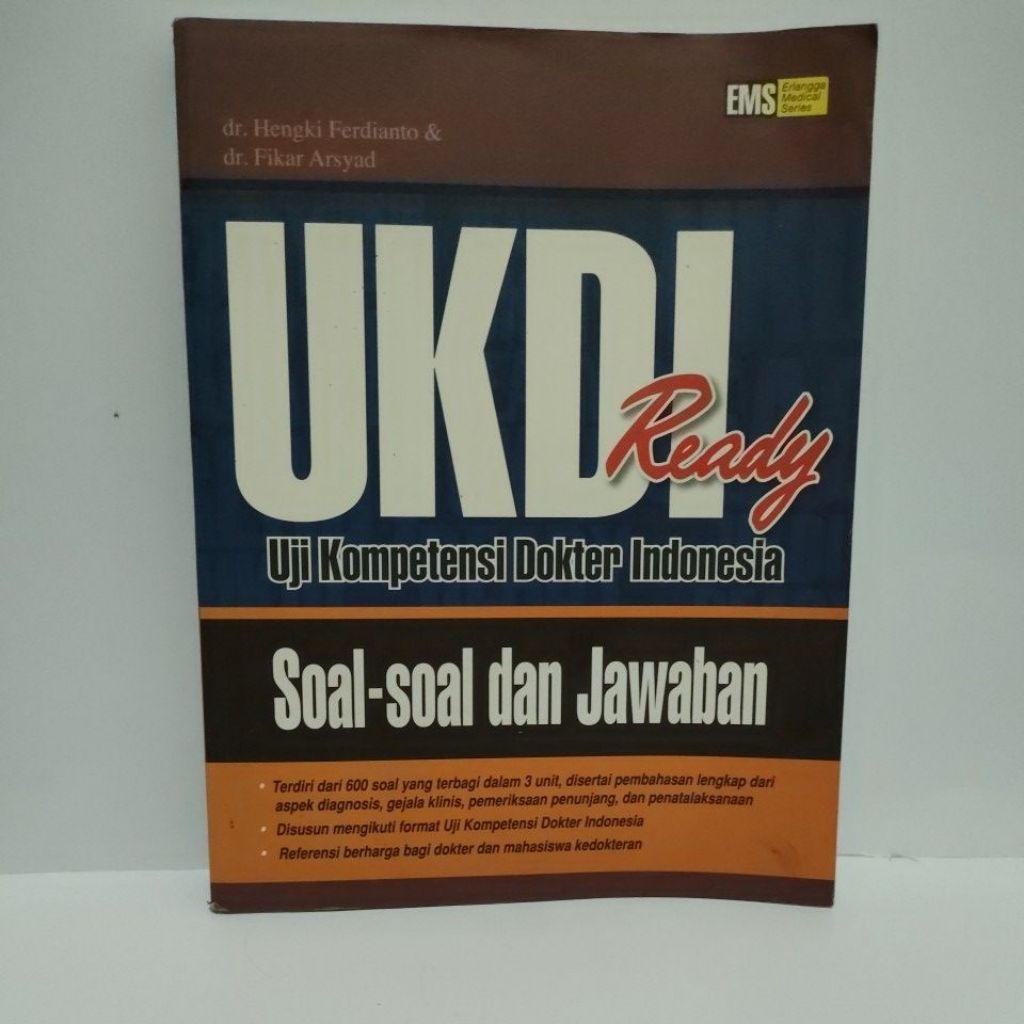 EMS Erlangga
Medical
Series
dr. Hengki Ferdianto &
dr. Fikar Arsyad
UKDI
Ready
Uji Kompetensi Dokter Indonesia
Soal-soal dan Jawaban
• Terdiri dari 600 soal yang terbagi dalam 3 unit, disertai pembahasan lengkap dari
aspek diagnosis, gejala klinis, pemeriksaan penunjang, dan penatalaksanaan
• Disusun mengikuti format Uji Kompetensi Dokter Indonesia
• Referensi berharga bagi dokter dan mahasiswa kedokteran